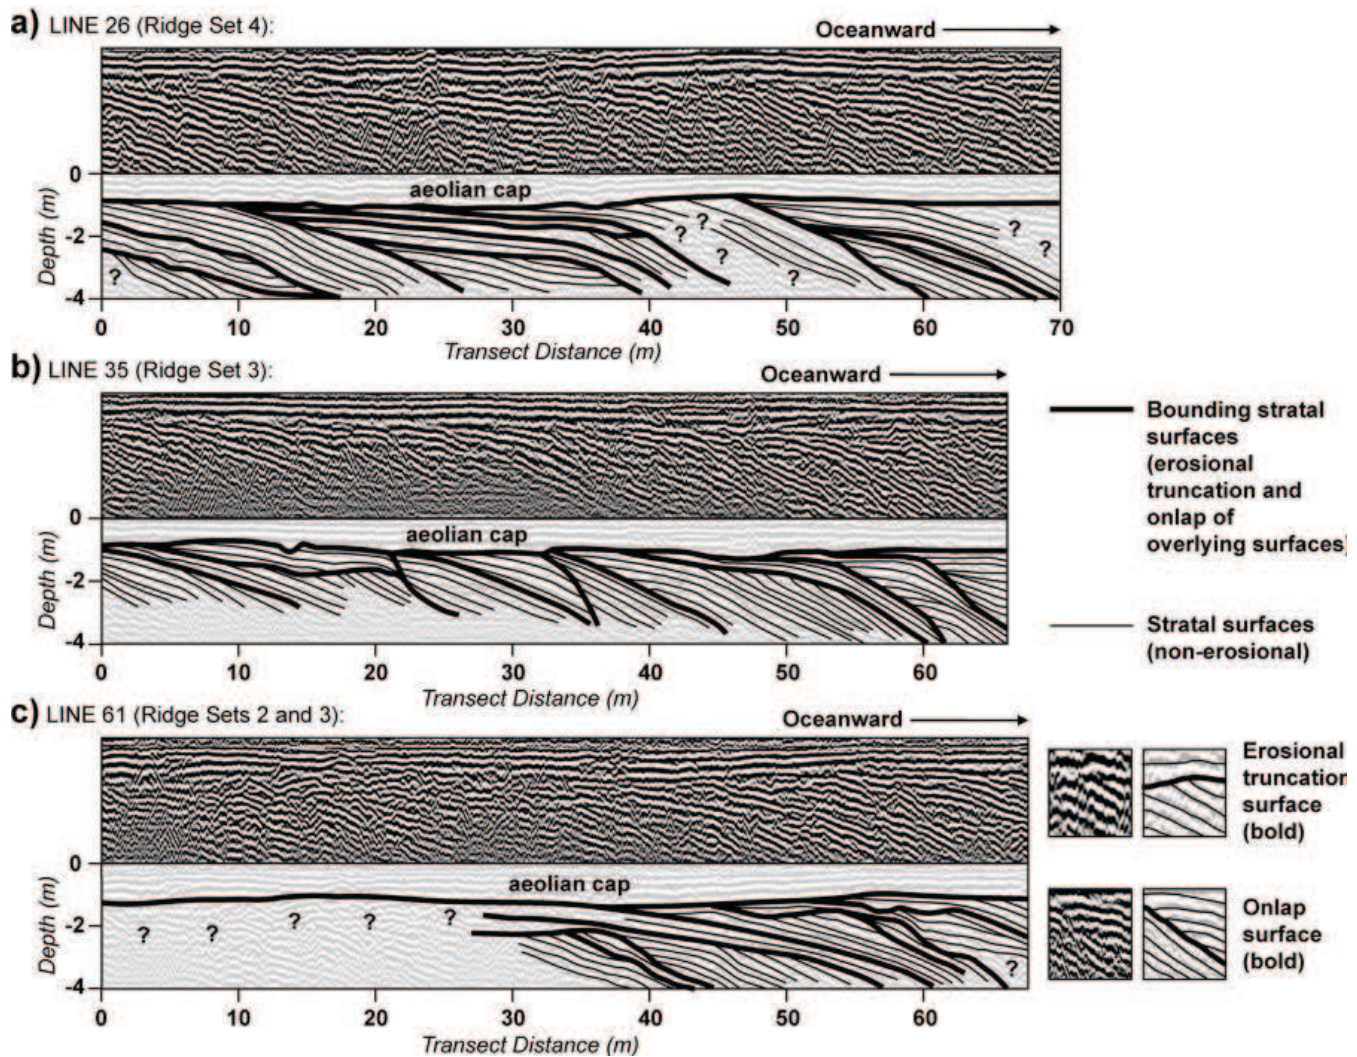 a) LINE 26 (Ridge Set 4):
Oceanward
aeolian cap
0
-2
-4
Depth (m)
?
?
?
?
?
?
?
0 10 20 30 40 50 60 70
Transect Distance (m)
b) LINE 35 (Ridge Set 3):
Oceanward
aeolian cap
0
-2
-4
Depth (m)
0 10 20 30 40 50 60
Transect Distance (m)
Bounding stratal
surfaces
(erosional
truncation and
onlap of
overlying surfaces)
Stratal surfaces
(non-erosional)
c) LINE 61 (Ridge Sets 2 and 3):
Oceanward
aeolian cap
0
-2
-4
Depth (m)
? ? ? ? ?
?
0 10 20 30 40 50 60
Transect Distance (m)
Erosional
truncation
surface
(bold)
Onlap
surface
(bold)